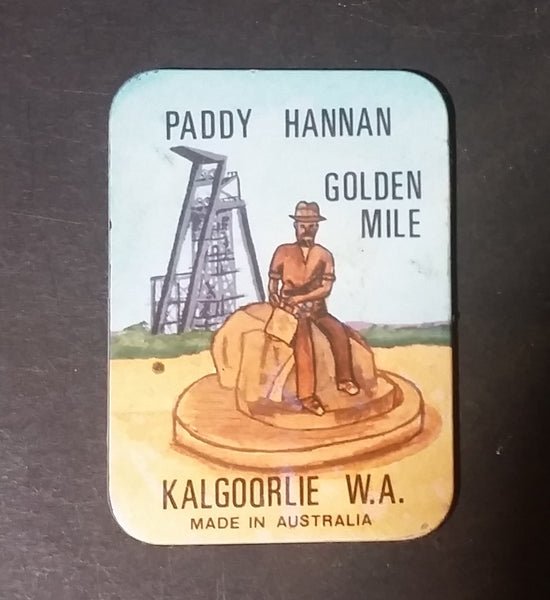 PADDY HANNAN
GOLDEN
MILE
KALGOORLIE W.A.
MADE IN AUSTRALIA